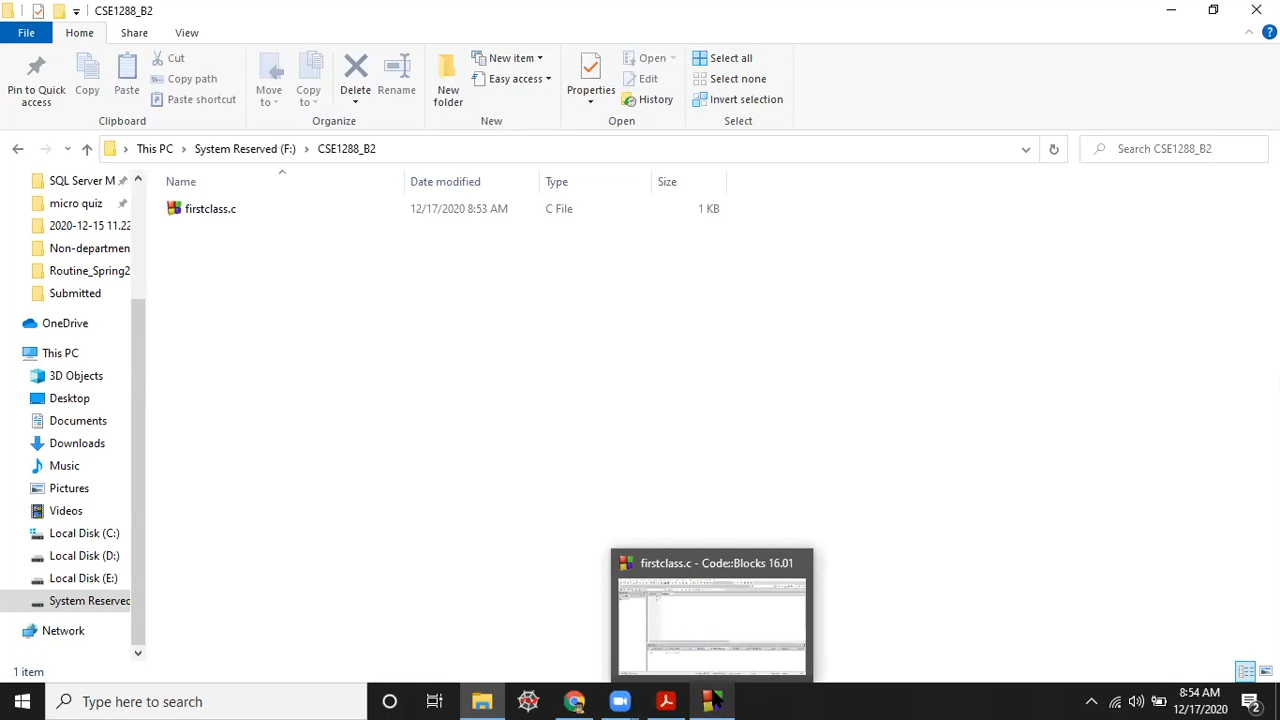 CSE1288_B2
File Home Share View
Pin to Quick access
Copy
Paste
Cut
Copy path
Paste shortcut
Clipboard
Move to
Copy to
Delete
Rename
Organize
New folder
New item
Easy access
New
Properties
Open
Edit
History
Open
Select all
Select none
Invert selection
Select
This PC > System Reserved (F:) > CSE1288_B2
Search CSE1288_B2
Name Date modified Type Size
firstclass.c 12/17/2020 8:53 AM C File 1 KB
SQL Server M
micro quiz
2020-12-15 11.22
Non-departmen
Routine_Spring2
Submitted
OneDrive
This PC
3D Objects
Desktop
Documents
Downloads
Music
Pictures
Videos
Local Disk (C:)
Local Disk (D:)
Local Disk (E:)
System Reserved
Network
1 item
firstclass.c - Code::Blocks 16.01
Type here to search
8:54 AM
12/17/2020
2